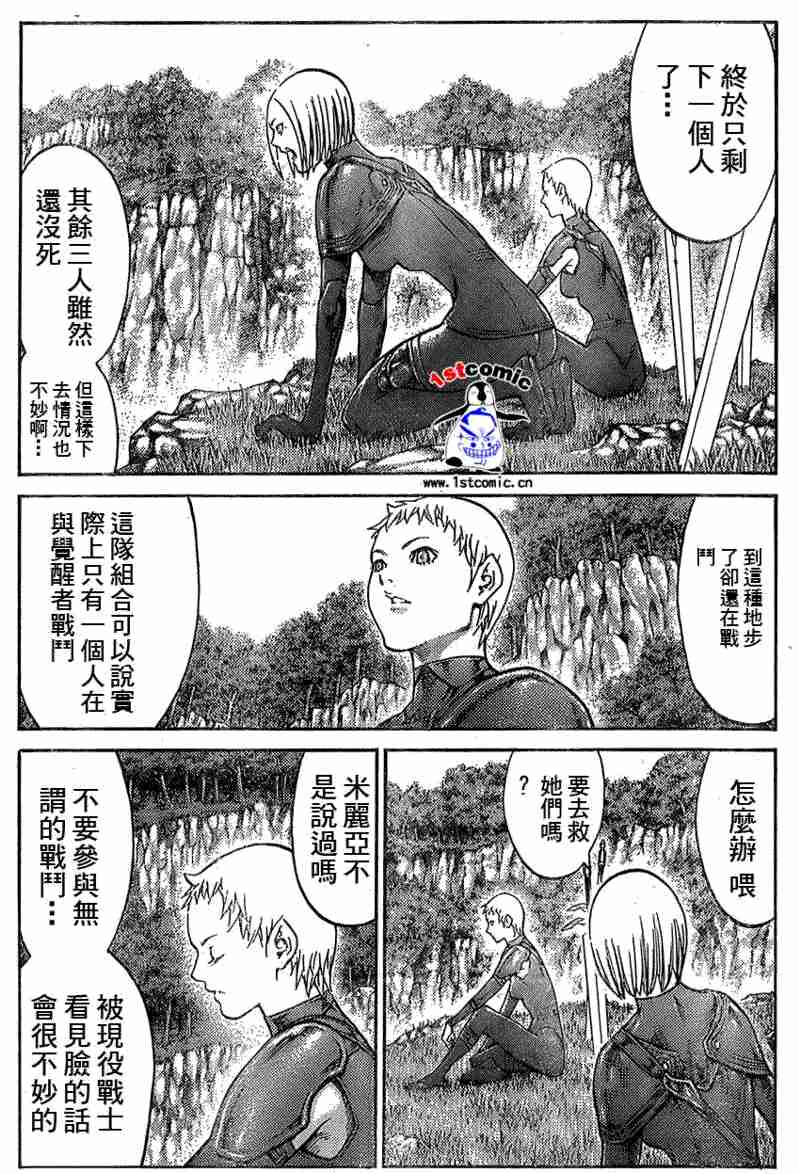 終於只剩
下一個人
了…
其餘三人雖然
還沒死
但這樣下
去情況也
不妙啊…
1stcomic
www.1stcomic.cn
到這種地步
了卻還在戰
鬥
這隊組合可以說實
際上只有一個人在
與覺醒者戰鬥
怎麼辦 喂
要去救
她們嗎
?
米麗亞不
是說過嗎
不要參與無
謂的戰鬥…
被現役戰士
看見臉的話
會很不妙的